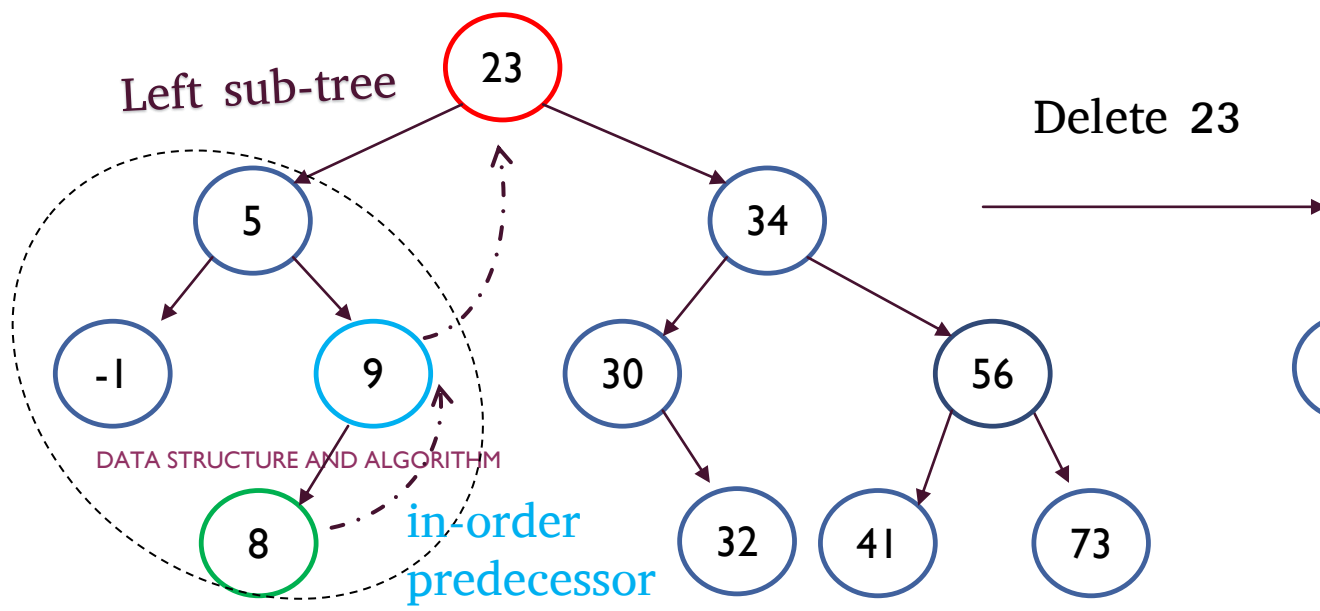 23
Left sub-tree
Delete 23
5
34
-1
9
30
56
DATA STRUCTURE AND ALGORITHM
8
in-order
predecessor
32
41
73